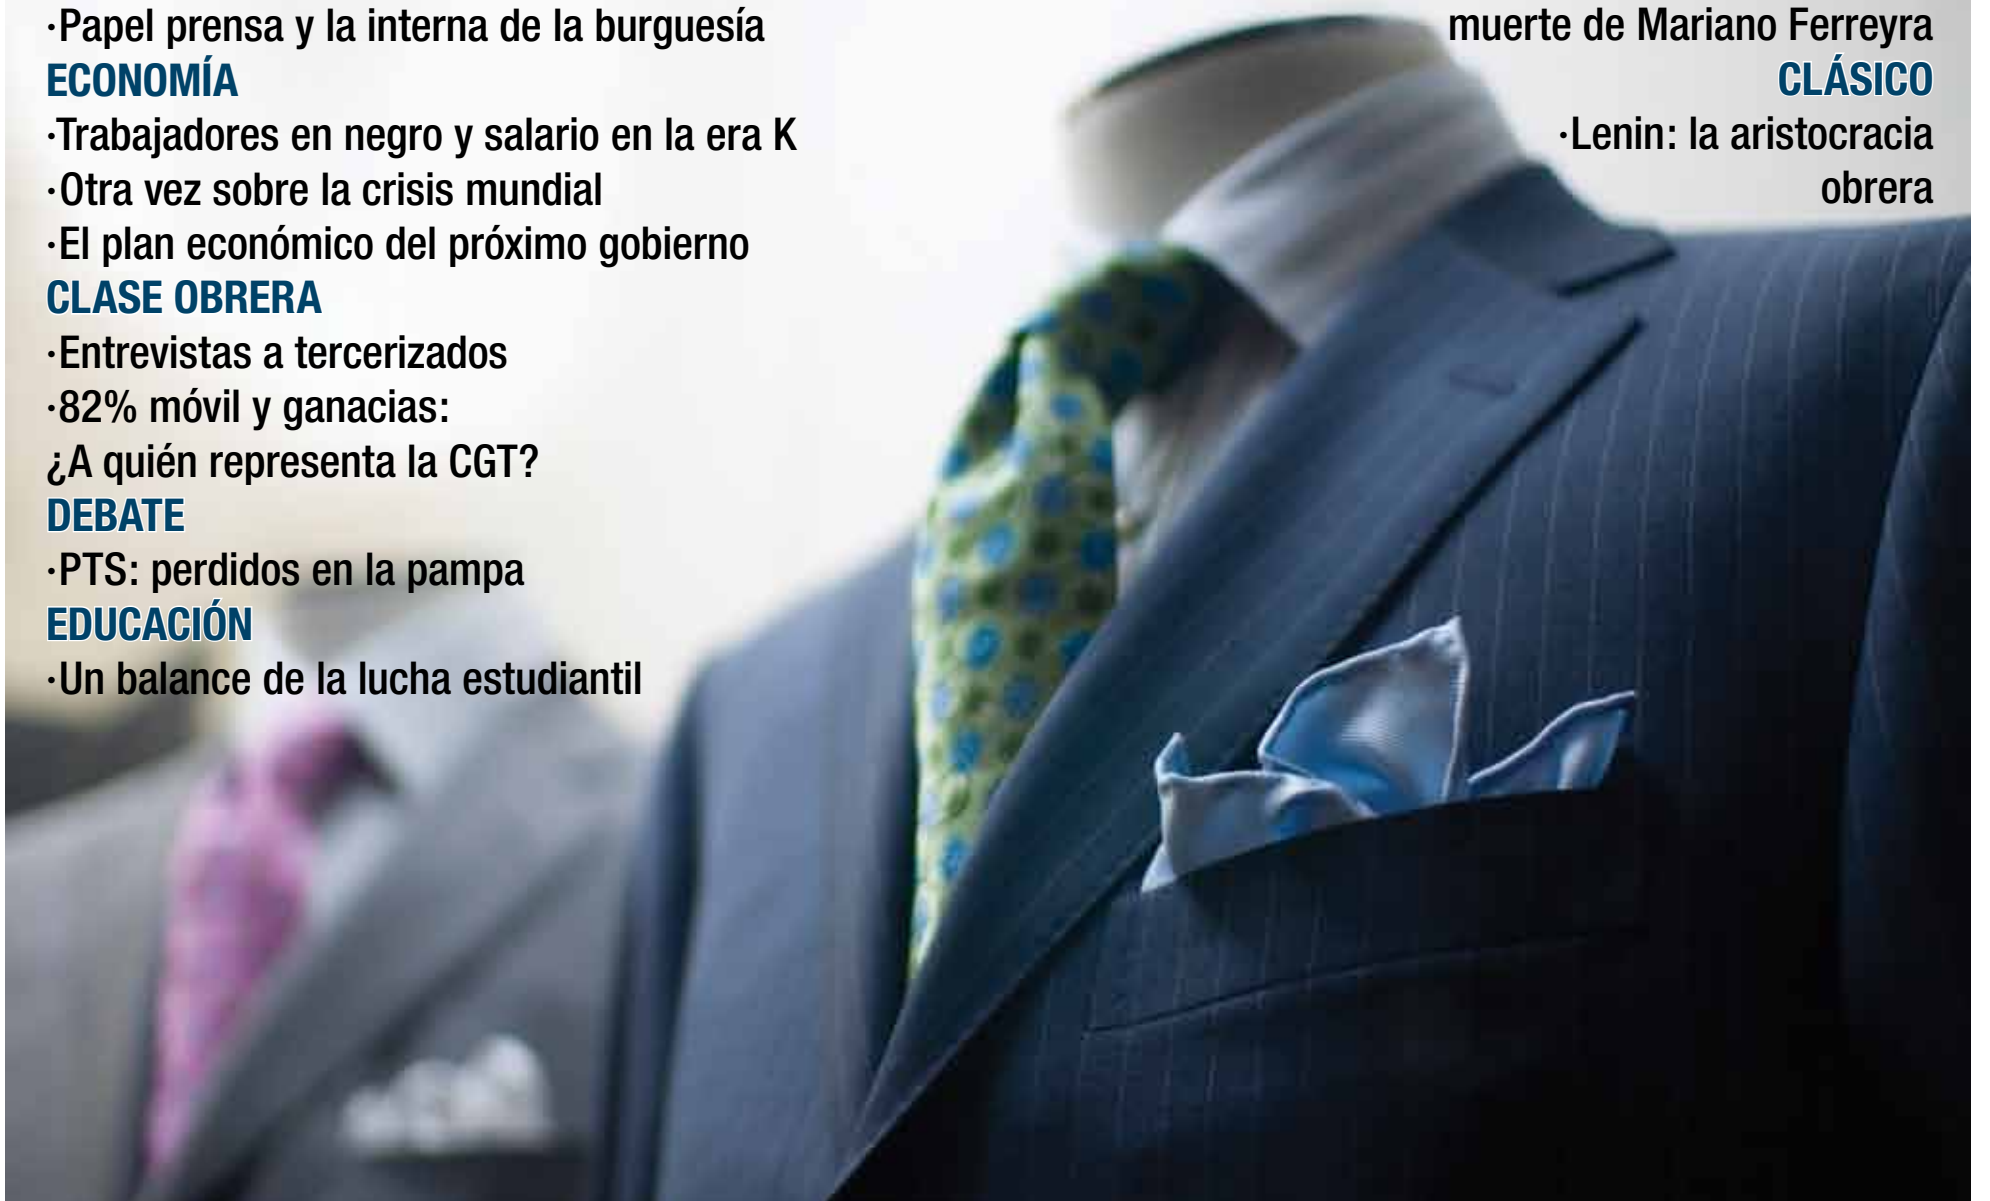 ·Papel prensa y la interna de la burguesía
ECONOMÍA
·Trabajadores en negro y salario en la era K
·Otra vez sobre la crisis mundial
·El plan económico del próximo gobierno
CLASE OBRERA
·Entrevistas a tercerizados
·82% móvil y ganacias:
¿A quién representa la CGT?
DEBATE
·PTS: perdidos en la pampa
EDUCACIÓN
·Un balance de la lucha estudiantil
muerte de Mariano Ferreyra
CLÁSICO
·Lenin: la aristocracia
obrera